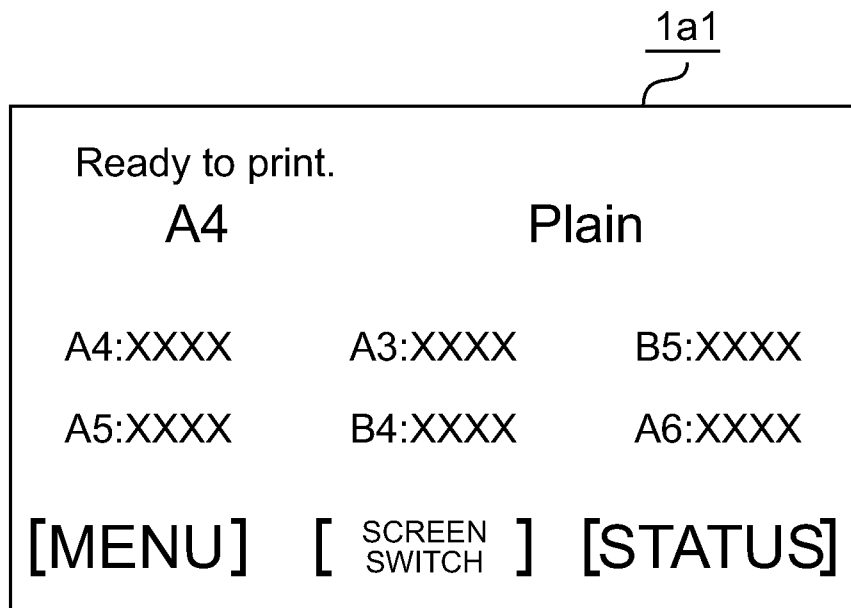 1a1
Ready to print.
A4 Plain
A4:XXXX A3:XXXX B5:XXXX
A5:XXXX B4:XXXX A6:XXXX
[MENU] [SCREEN SWITCH] [STATUS]